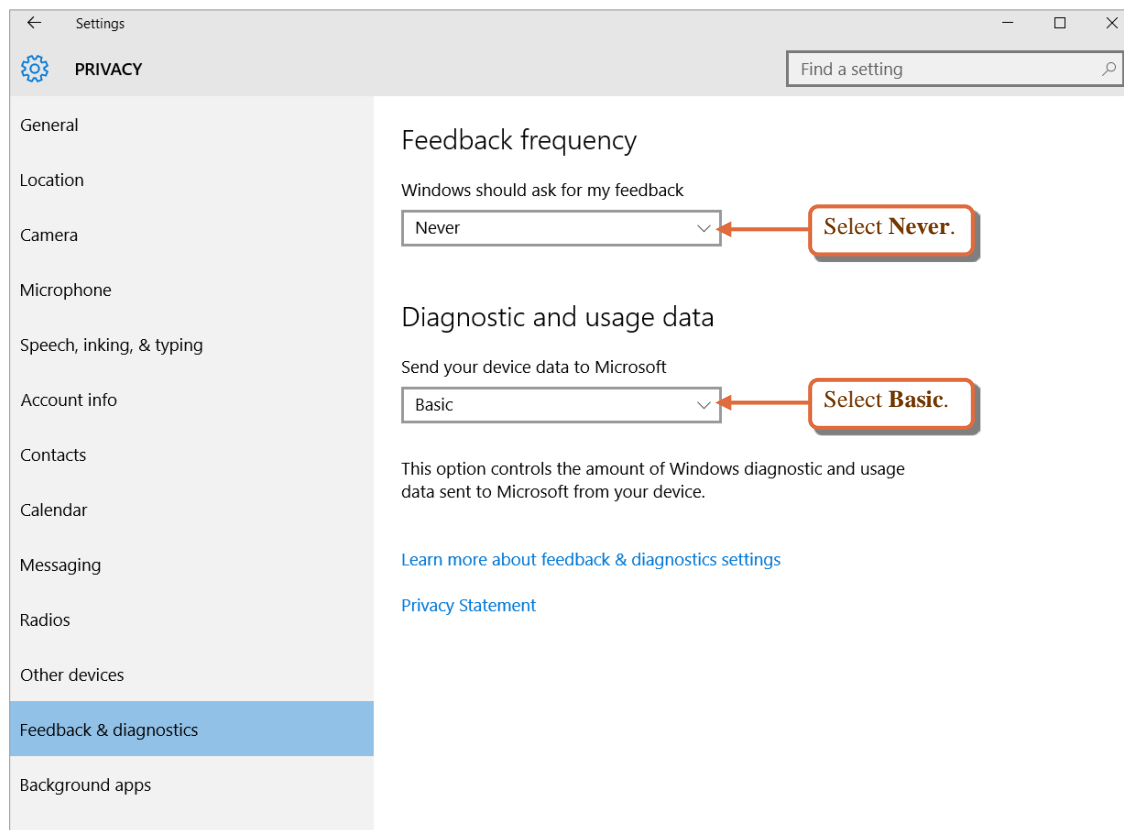 Settings
PRIVACY
Find a setting
General
Location
Camera
Microphone
Speech, inking, & typing
Account info
Contacts
Calendar
Messaging
Radios
Other devices
Feedback & diagnostics
Background apps
Feedback frequency
Windows should ask for my feedback
Never
Select Never.
Diagnostic and usage data
Send your device data to Microsoft
Basic
Select Basic.
This option controls the amount of Windows diagnostic and usage
data sent to Microsoft from your device.
Learn more about feedback & diagnostics settings
Privacy Statement